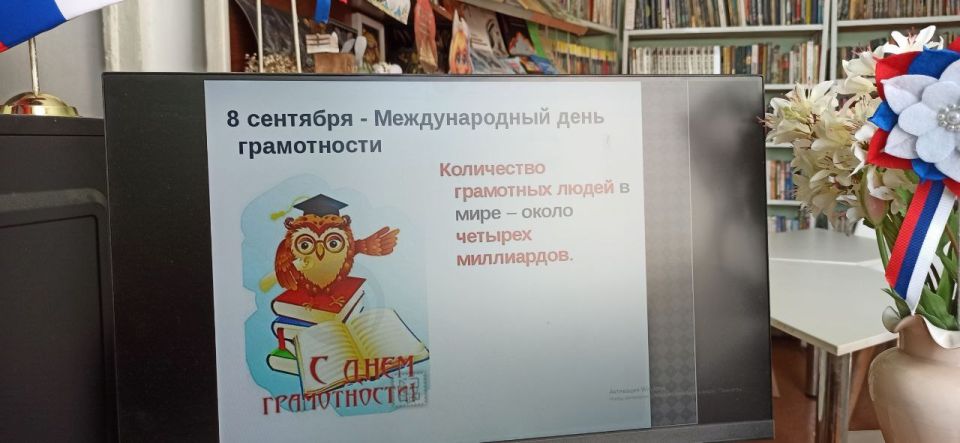 8 сентября - Международный день
грамотности
Количество
грамотных людей в
мире – около
четырех
миллиардов.
С ДНЕМ
ГРАМОТНОСТИ!